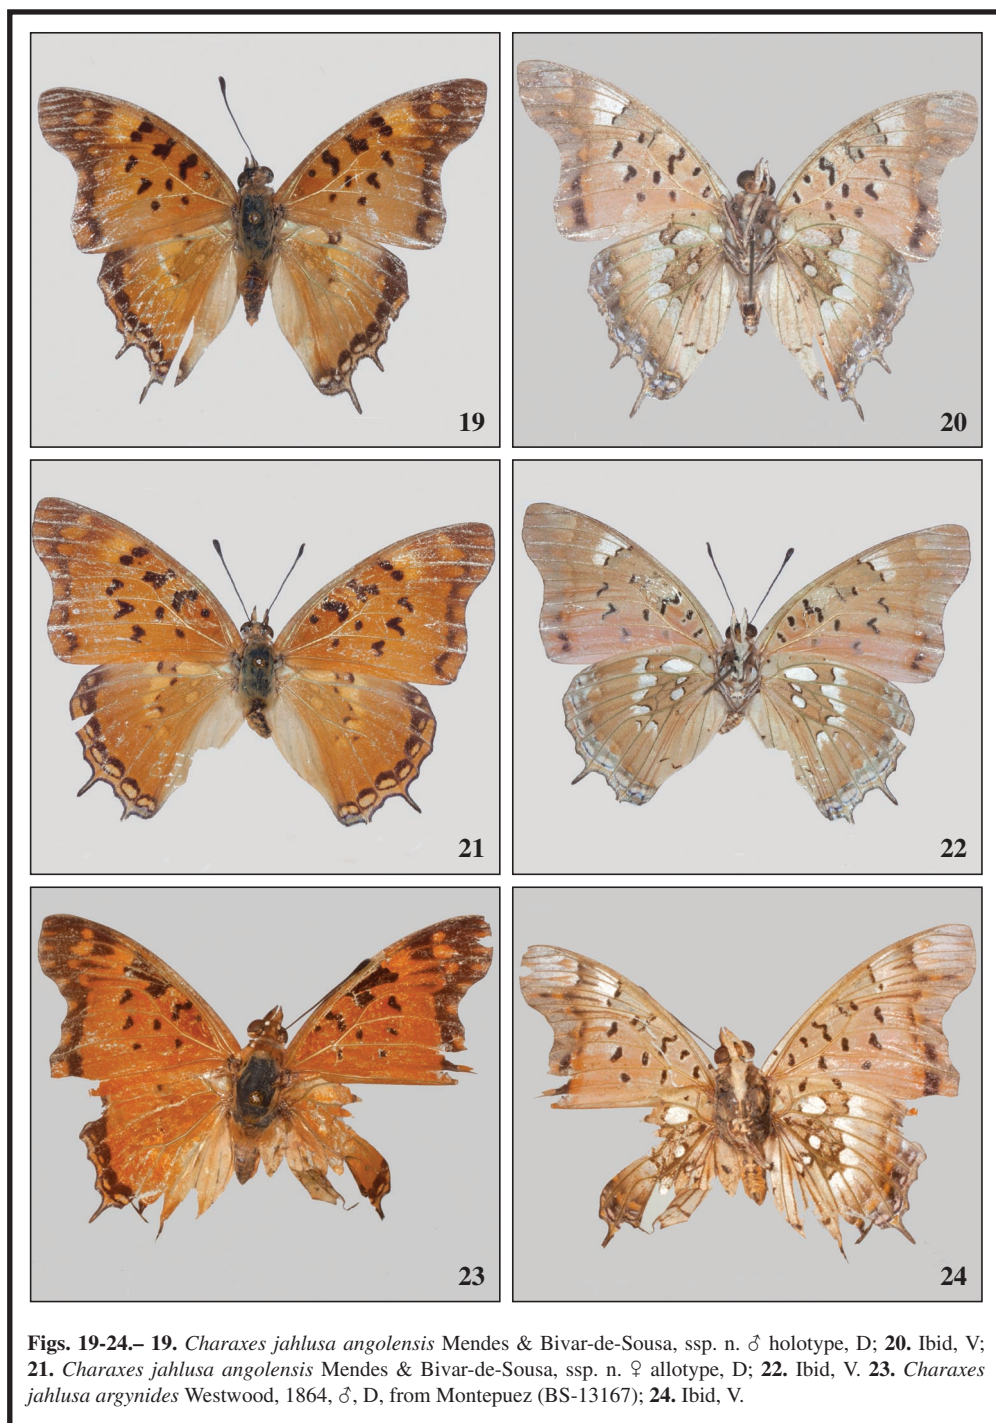 19
20
21
22
23
24
Figs. 19-24.– 19. Charaxes jahlusa angolensis Mendes & Bivar-de-Sousa, ssp. n. ♂ holotype, D; 20. Ibid, V;
21. Charaxes jahlusa angolensis Mendes & Bivar-de-Sousa, ssp. n. ♀ allotype, D; 22. Ibid, V. 23. Charaxes
jahlusa argynides Westwood, 1864, ♂, D, from Montepuez (BS-13167); 24. Ibid, V.